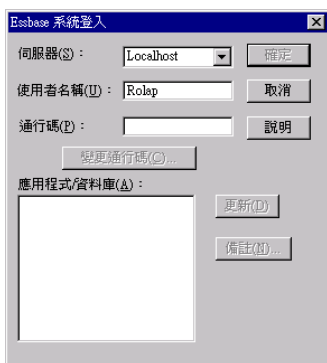 Essbase 系統登入
伺服器(S)： Localhost 確定
使用者名稱(U)： Rolap 取消
通行碼(P)： 說明
變更通行碼(C)...
應用程式/資料庫(A)：
更新(D)
備註(N)...